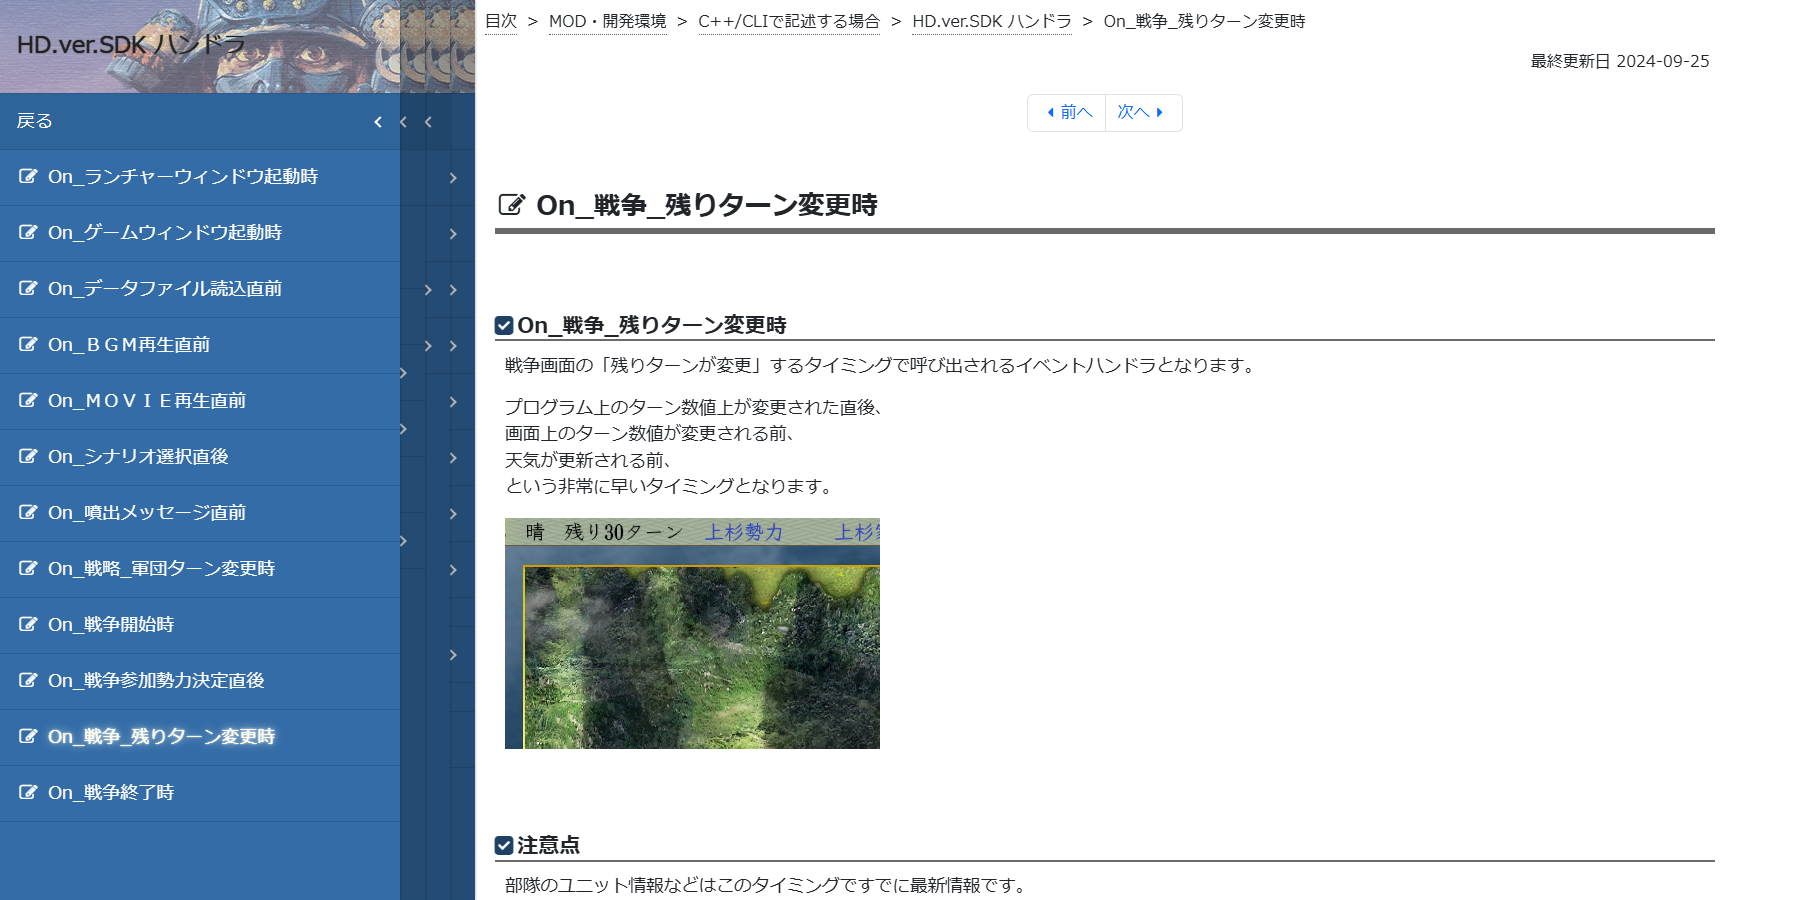 HD.ver.SDK ハンドラ
戻る
On_ランチャーウィンドウ起動時
On_ゲームウィンドウ起動時
On_データファイル読込直前
On_ＢＧＭ再生直前
On_ＭＯＶＩＥ再生直前
On_シナリオ選択直後
On_噴出メッセージ直前
On_戦略_軍団ターン変更時
On_戦争開始時
On_戦争参加勢力決定直後
On_戦争_残りターン変更時
On_戦争終了時
目次 > MOD・開発環境 > C++/CLIで記述する場合 > HD.ver.SDK ハンドラ > On_戦争_残りターン変更時
最終更新日 2024-09-25
前へ 次へ
On_戦争_残りターン変更時
On_戦争_残りターン変更時
戦争画面の「残りターンが変更」するタイミングで呼び出されるイベントハンドラとなります。
プログラム上のターン数値上が変更された直後、
画面上のターン数値が変更される前、
天気が更新される前、
という非常に早いタイミングとなります。
晴 残り30ターン 上杉勢力 上杉
注意点
部隊のユニット情報などはこのタイミングですでに最新情報です。